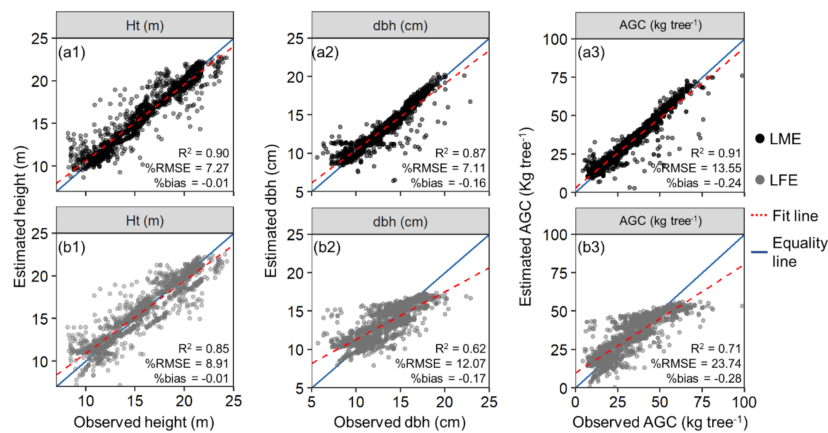 Ht (m)
25
20
15
10
Estimated height (m)
(a1)
R² = 0.90
%RMSE = 7.27
%bias = -0.01
dbh (cm)
25
20
15
10
5
Estimated dbh (cm)
(a2)
R² = 0.87
%RMSE = 7.11
%bias = -0.16
AGC (kg tree⁻¹)
100
75
50
25
0
Estimated AGC (Kg tree⁻¹)
(a3)
R² = 0.91
%RMSE = 13.55
%bias = -0.24
LME
LFE
Fit line
Equality
line
Ht (m)
25
20
15
10
(b1)
R² = 0.85
%RMSE = 8.91
%bias = -0.01
10 15 20 25
Observed height (m)
dbh (cm)
25
20
15
10
5
(b2)
R² = 0.62
%RMSE = 12.07
%bias = -0.17
5 10 15 20 25
Observed dbh (cm)
AGC (kg tree⁻¹)
100
75
50
25
0
(b3)
R² = 0.71
%RMSE = 23.74
%bias = -0.28
0 25 50 75 100
Observed AGC (kg tree⁻¹)